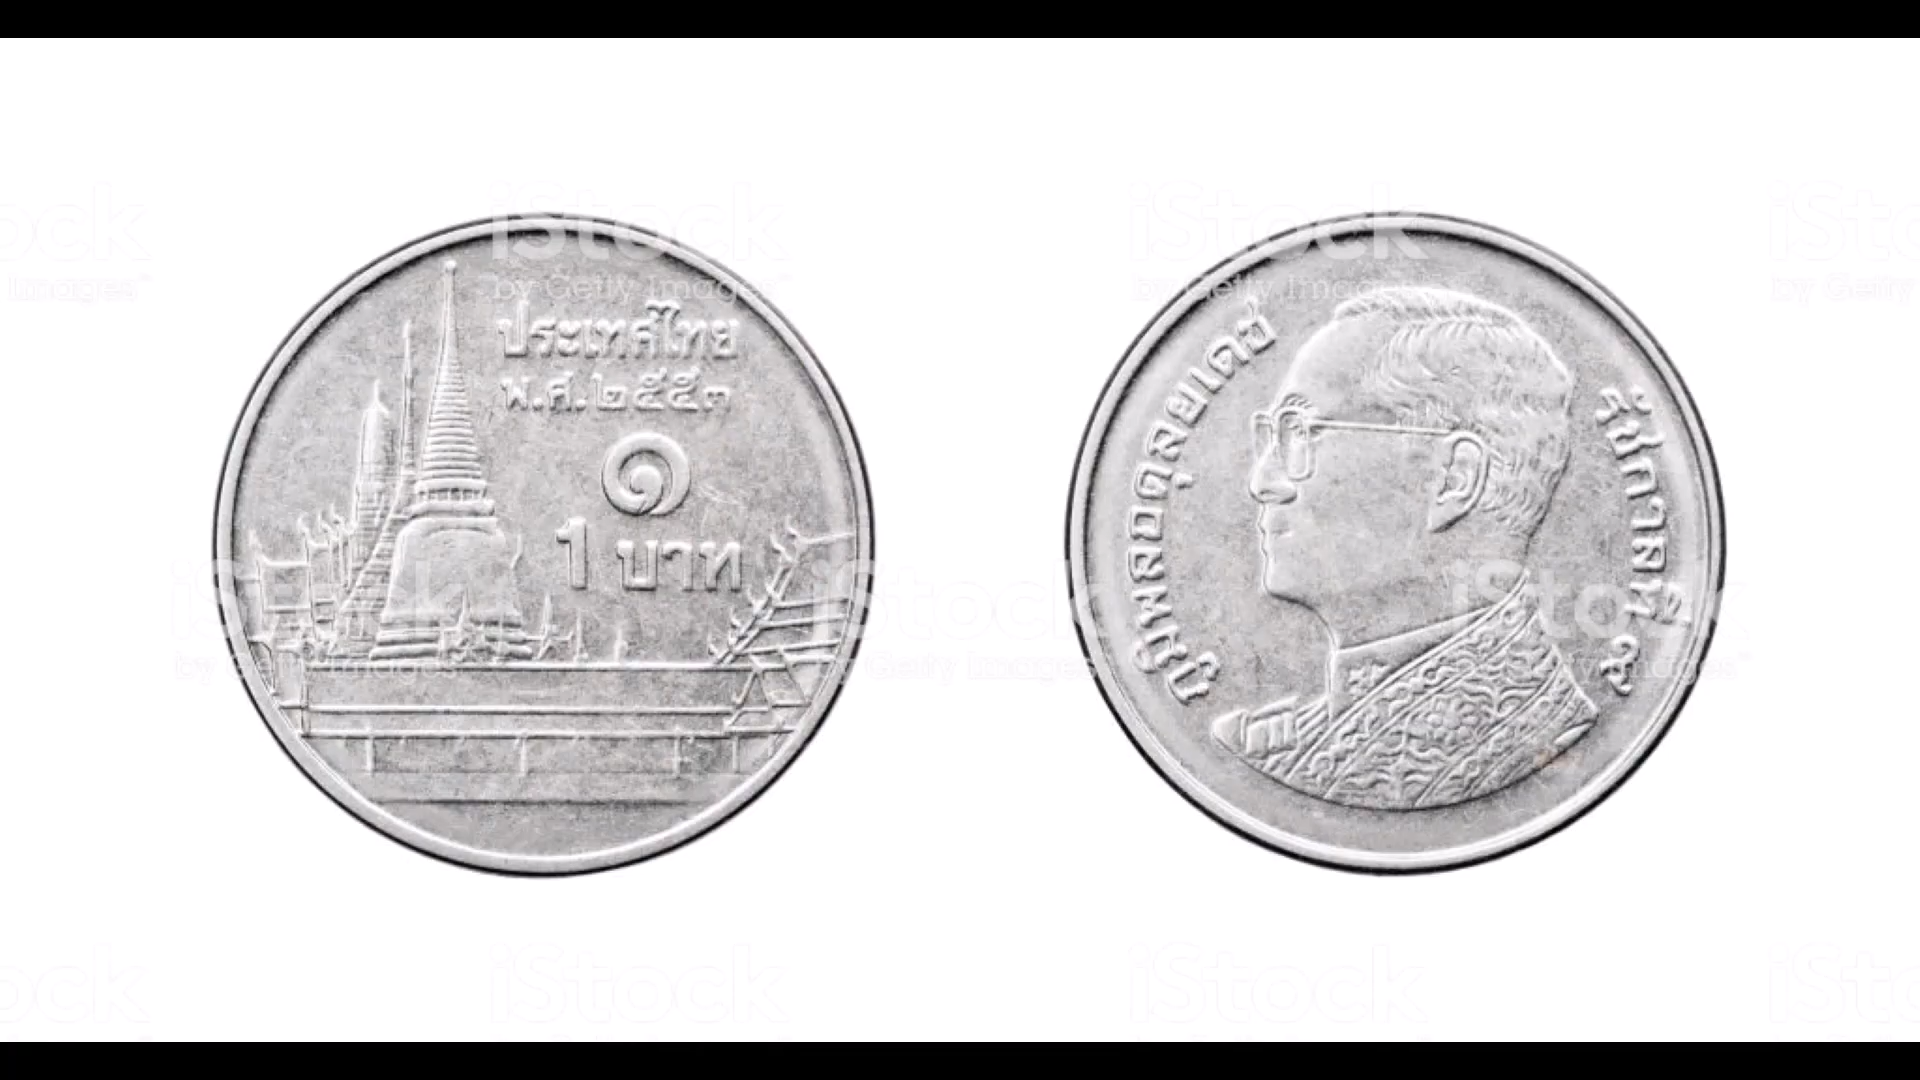 ประเทศไทย
พ.ศ.๒๕๕๓
๑
1 บาท
ภูมิพลอดุลยเดช
รัชกาลที่ ๙
iStock
by Getty Images™